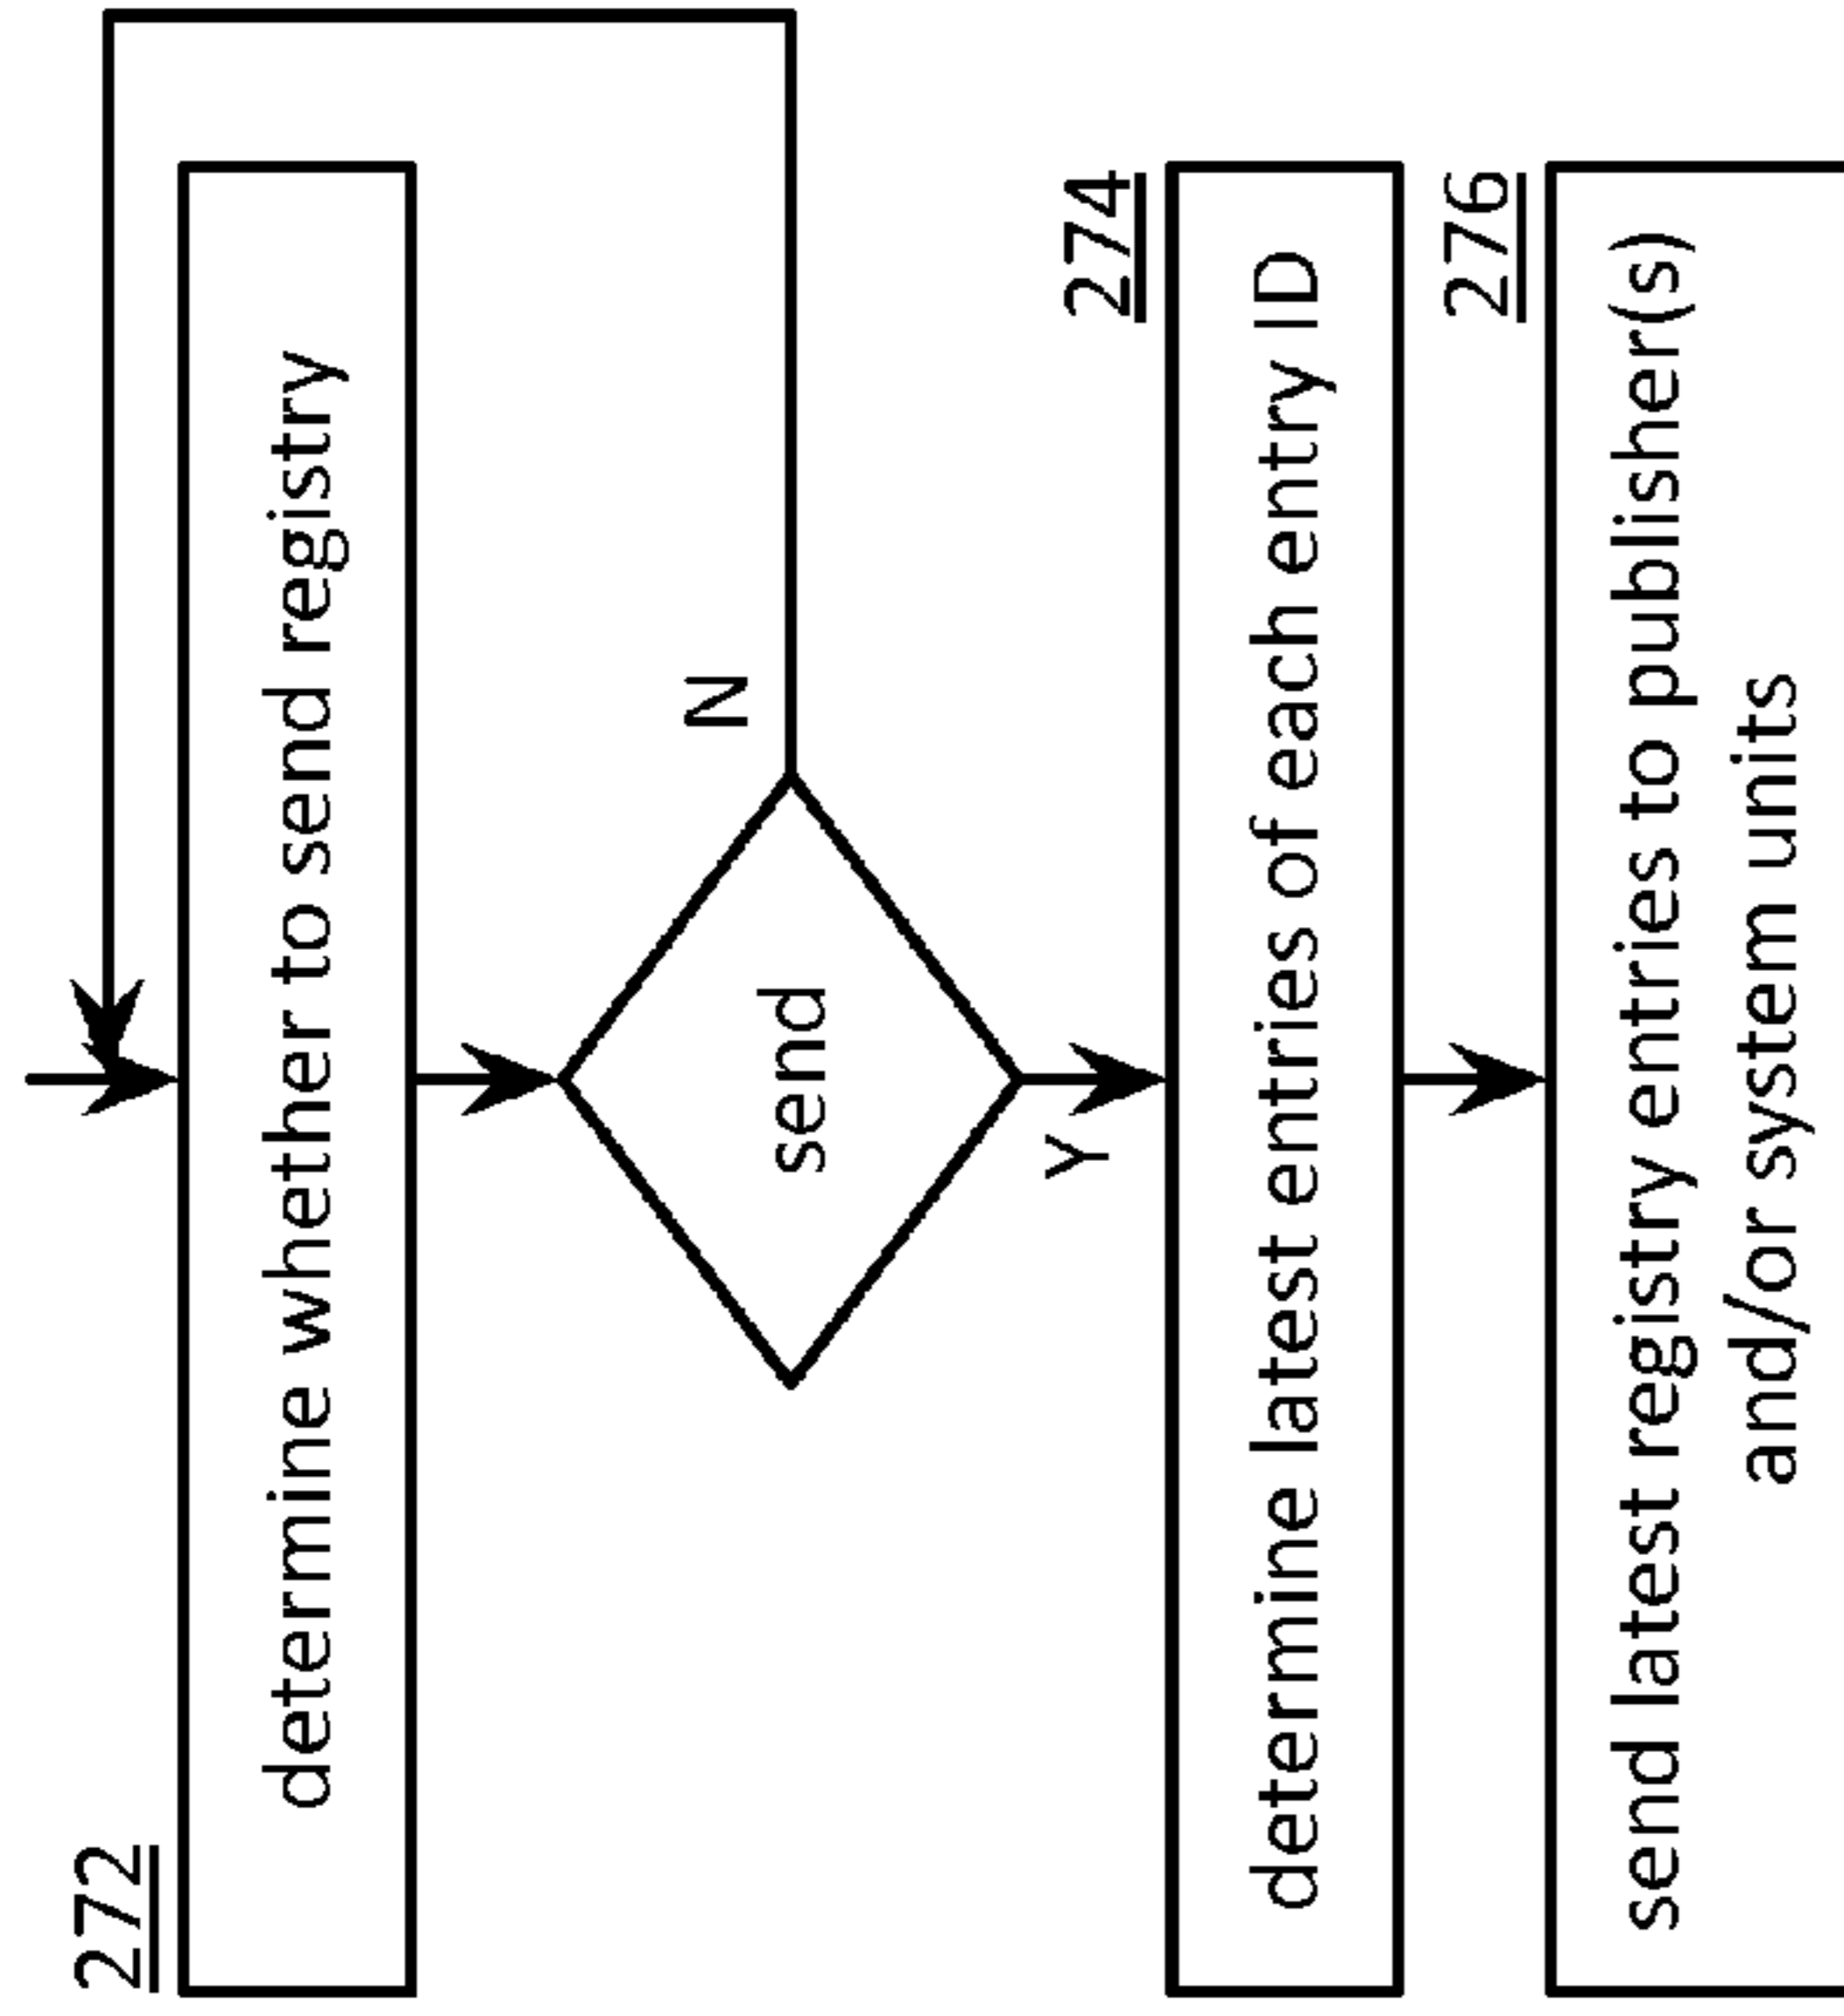 272
determine whether to send registry
N
send
Y
274
determine latest entries of each entry ID
276
send latest registry entries to publisher(s)
and/or system units